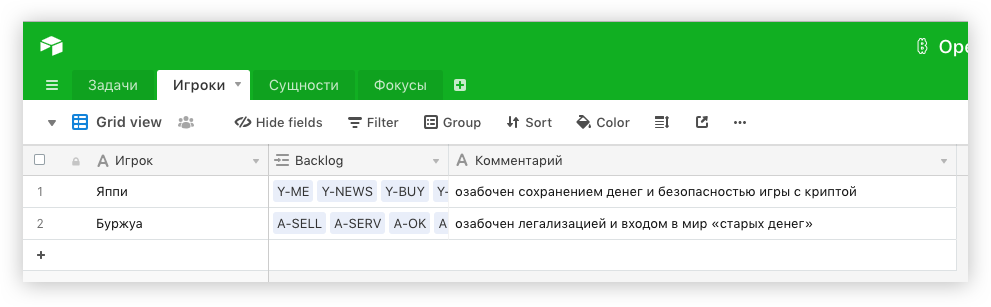 Ope
Задачи Игроки Сущности Фокусы
Grid view Hide fields Filter Group Sort Color
Игрок Backlog Комментарий
1 Яппи Y-ME Y-NEWS Y-BUY Y- озабочен сохранением денег и безопасностью игры с криптой
2 Буржуа A-SELL A-SERV A-OK A озабочен легализацией и входом в мир «старых денег»